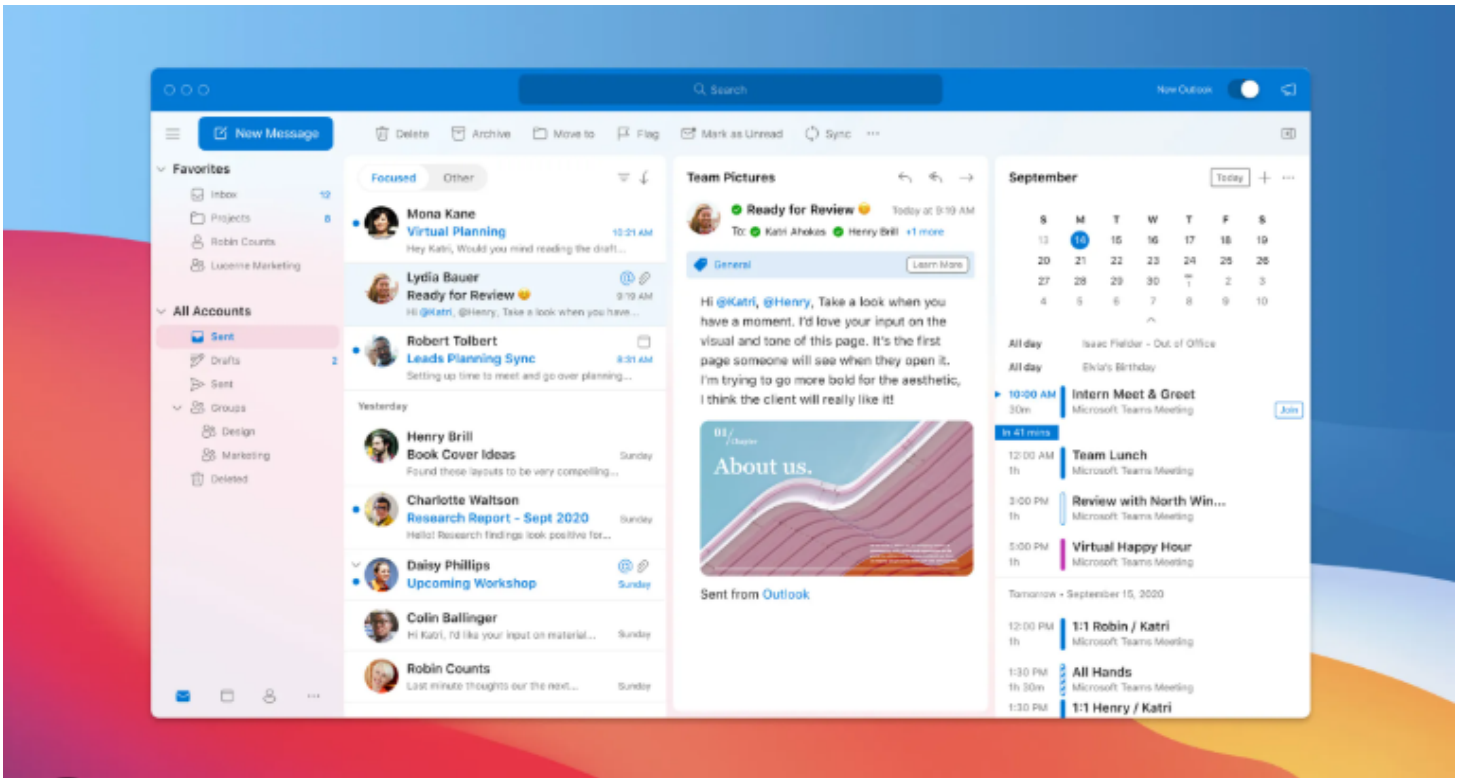 Search
New Outlook
New Message
Delete
Archive
Move to
Flag
Mark as Unread
Sync
Favorites
Inbox 12
Projects 8
Robin Counts
Lucerne Marketing
All Accounts
Sent
Drafts 2
Sent
Groups
Design
Marketing
Deleted
Focused
Other
Mona Kane
Virtual Planning 10:21 AM
Hey Katri, Would you mind reading the draft...
Lydia Bauer
Ready for Review 9:19 AM
Hi @Katri, @Henry, Take a look when you have...
Robert Tolbert
Leads Planning Sync 8:31 AM
Setting up time to meet and go over planning...
Yesterday
Henry Brill
Book Cover Ideas Sunday
Found these layouts to be very compelling...
Charlotte Waltson
Research Report - Sept 2020 Sunday
Hello! Research findings look positive for...
Daisy Phillips
Upcoming Workshop Sunday
Colin Ballinger
Hi Katri, I'd like your input on material... Sunday
Robin Counts
Last minute thoughts our the next... Sunday
Team Pictures
Ready for Review Today at 9:19 AM
To: Katri Ahokas Henry Brill +1 more
General Learn More
Hi @Katri, @Henry, Take a look when you
have a moment. I'd love your input on the
visual and tone of this page. It's the first
page someone will see when they open it.
I'm trying to go more bold for the aesthetic,
I think the client will really like it!
01/
Chapter
About us.
Sent from Outlook
September Today
S M T W T F S
13 14 15 16 17 18 19
20 21 22 23 24 25 26
27 28 29 30 1 2 3
4 5 6 7 8 9 10
All day Isaac Fielder - Out of Office
All day Elvia's Birthday
10:00 AM Intern Meet & Greet
30m Microsoft Teams Meeting Join
In 41 mins
12:00 AM Team Lunch
1h Microsoft Teams Meeting
3:00 PM Review with North Win...
1h Microsoft Teams Meeting
5:00 PM Virtual Happy Hour
1h Microsoft Teams Meeting
Tomorrow • September 15, 2020
12:00 PM 1:1 Robin / Katri
1h Microsoft Teams Meeting
1:30 PM All Hands
1h 30m Microsoft Teams Meeting
1:30 PM 1:1 Henry / Katri